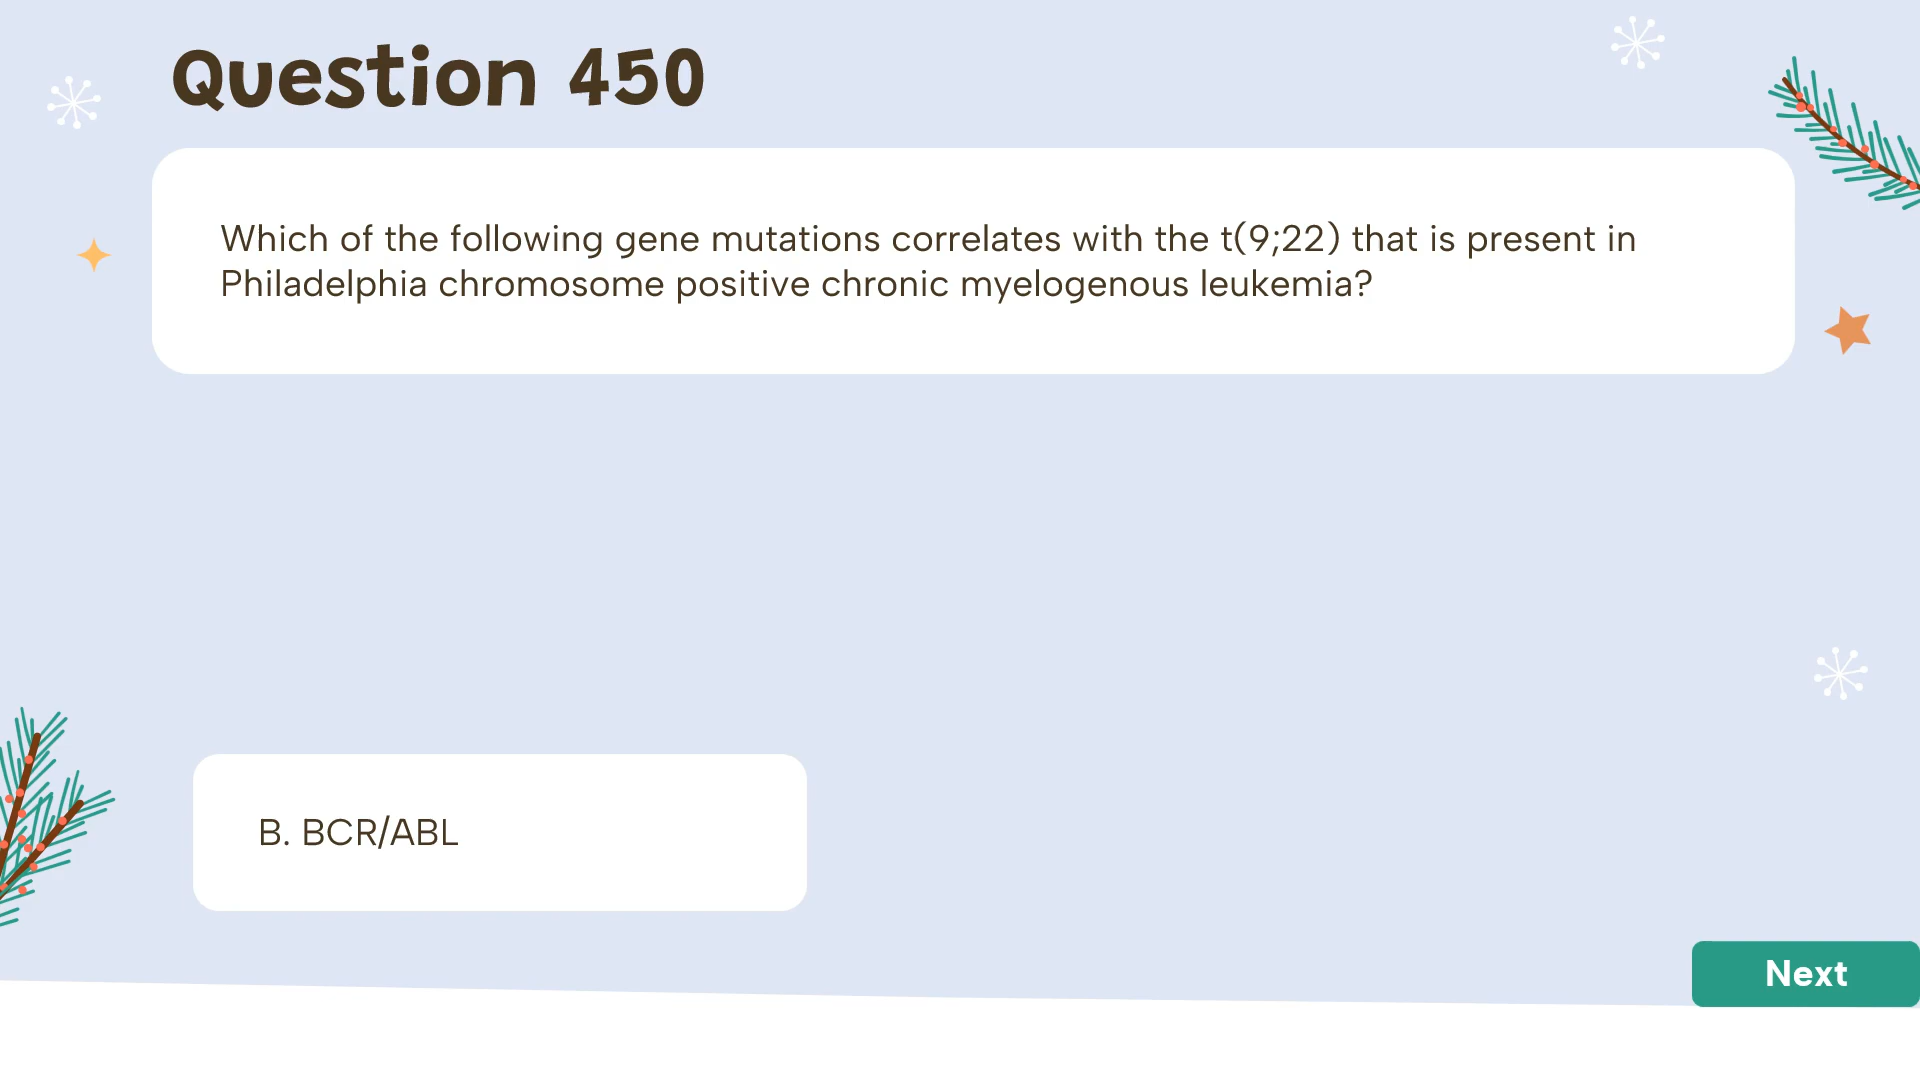 Question 450
Which of the following gene mutations correlates with the t(9;22) that is present in
Philadelphia chromosome positive chronic myelogenous leukemia?
B. BCR/ABL
Next